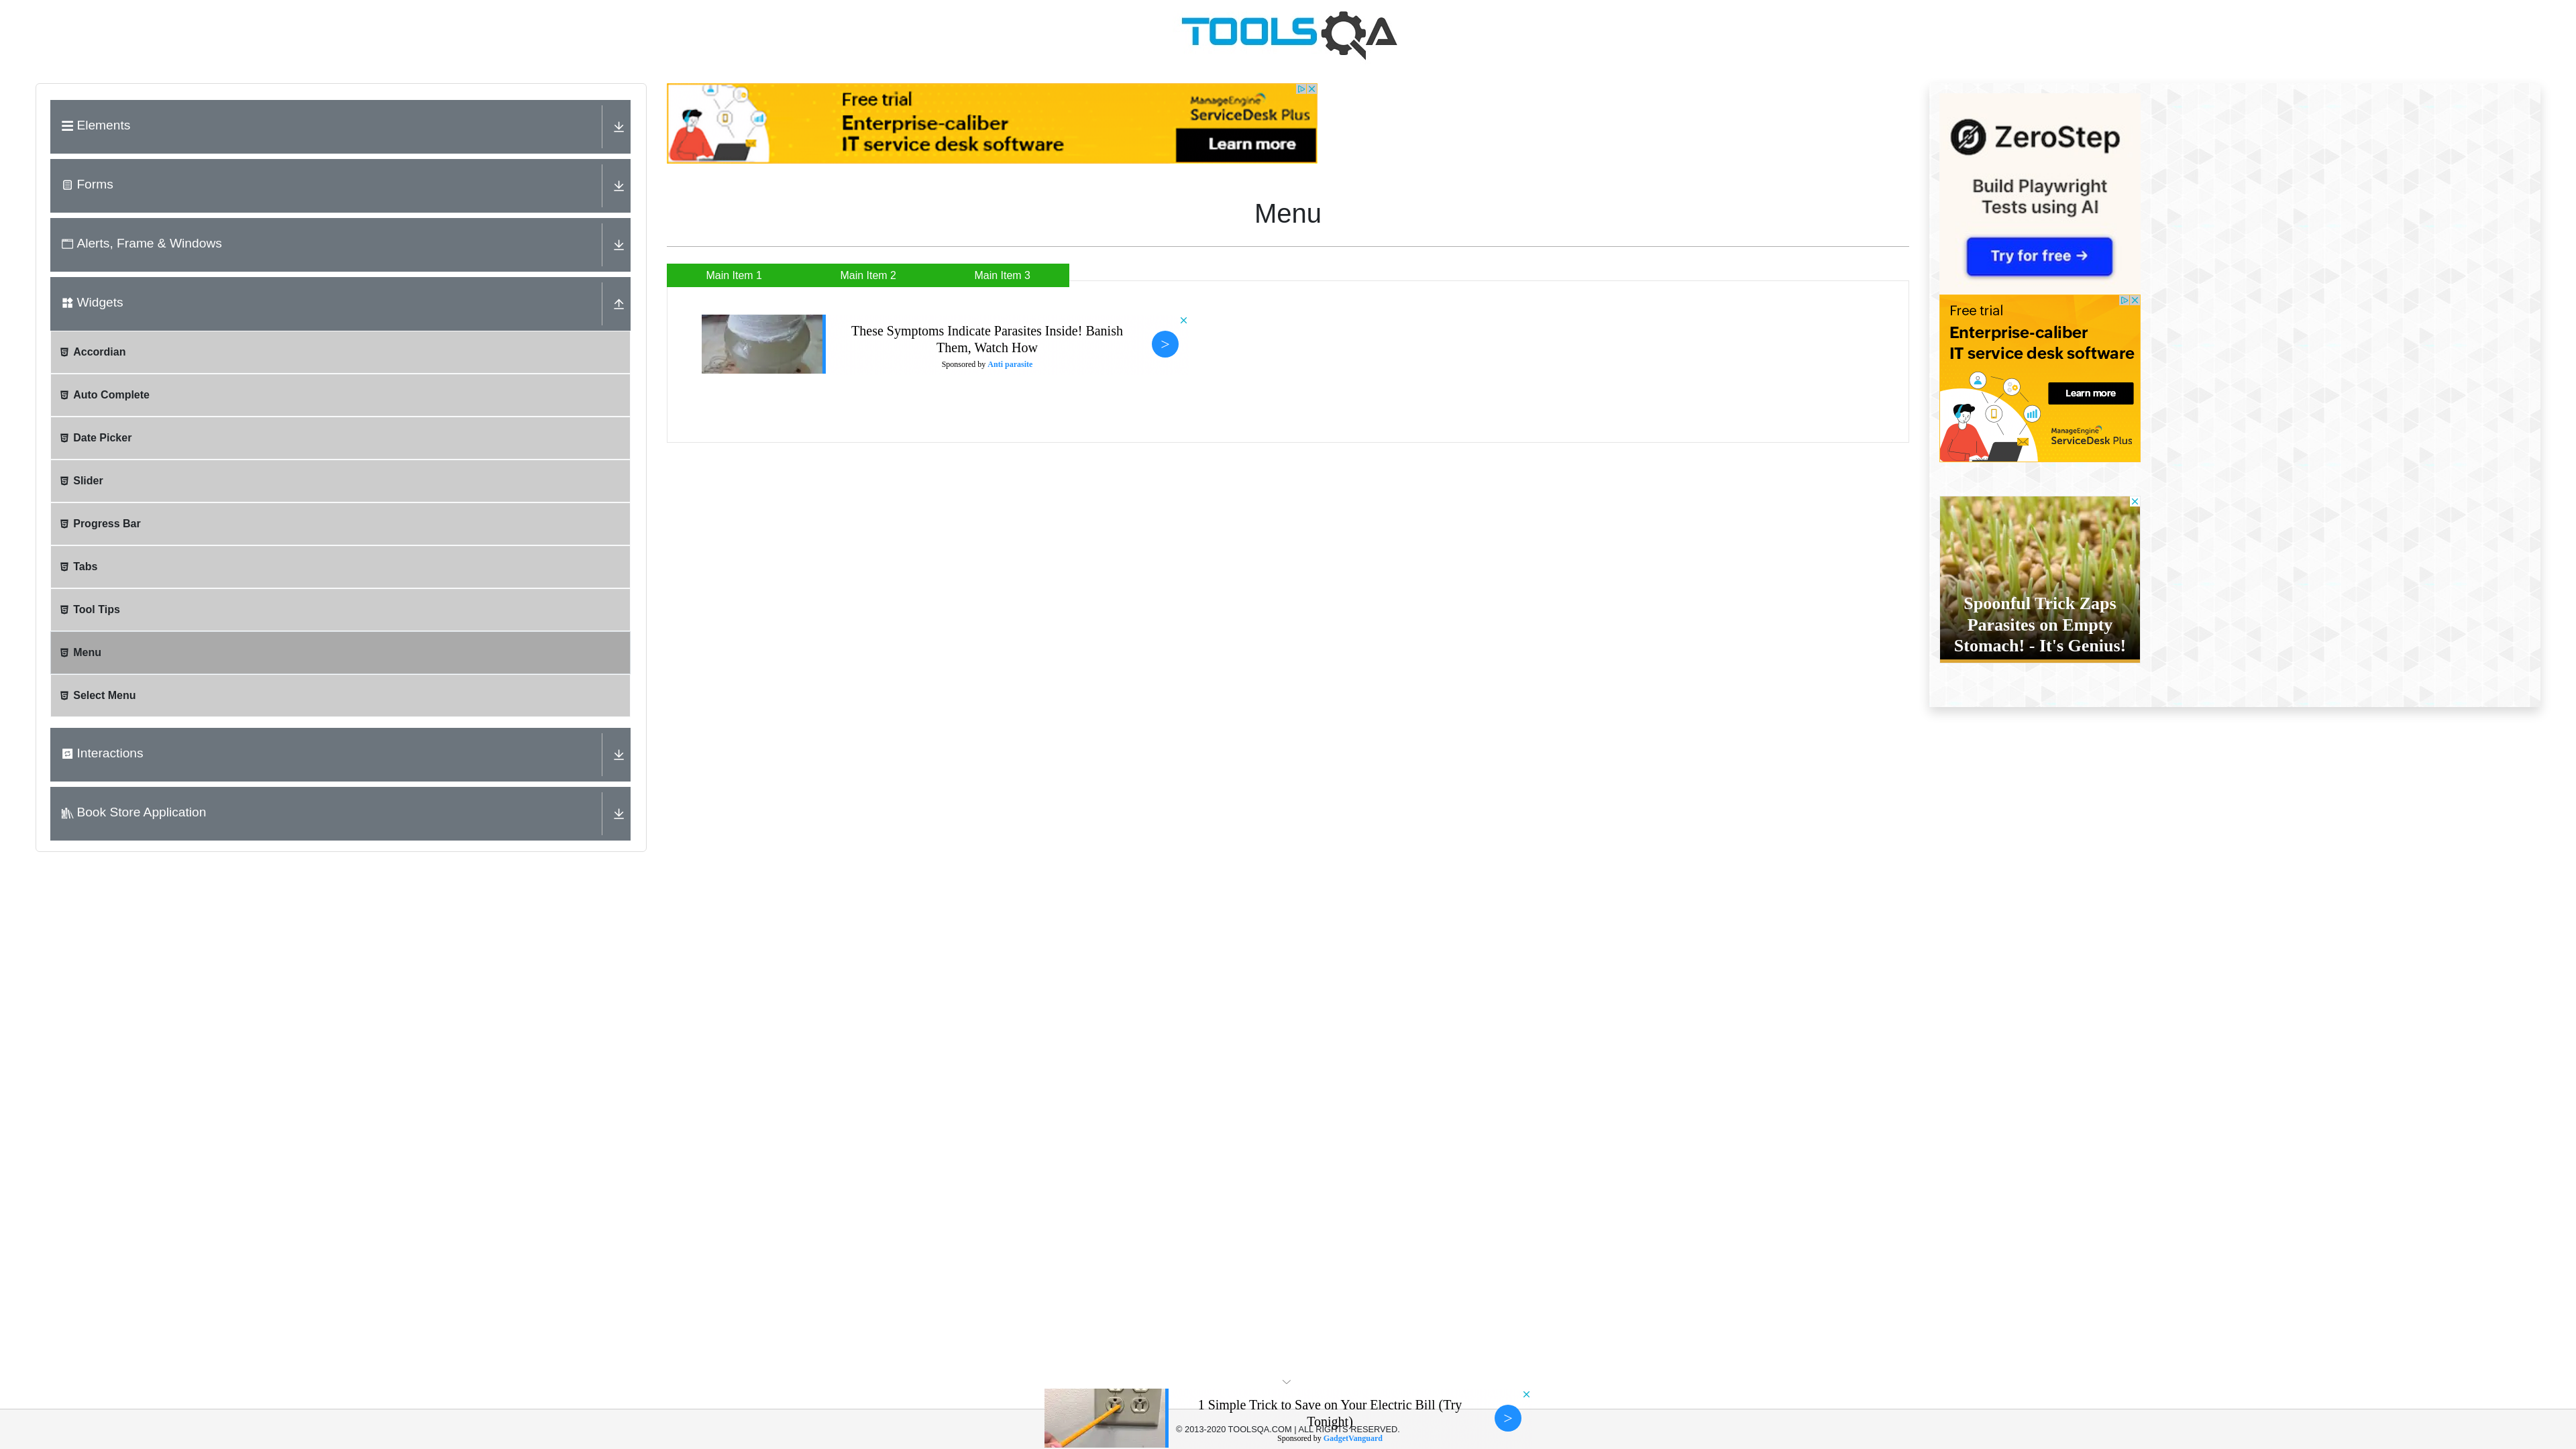 TOOLSQA
Elements
Forms
Alerts, Frame & Windows
Widgets
Accordian
Auto Complete
Date Picker
Slider
Progress Bar
Tabs
Tool Tips
Menu
Select Menu
Interactions
Book Store Application
Free trial
Enterprise-caliber
IT service desk software
ManageEngine
ServiceDesk Plus
Learn more
Menu
Main Item 1
Main Item 2
Main Item 3
These Symptoms Indicate Parasites Inside! Banish
Them, Watch How
Sponsored by Anti parasite
>
ZeroStep
Build Playwright
Tests using AI
Try for free →
Free trial
Enterprise-caliber
IT service desk software
Learn more
ManageEngine
ServiceDesk Plus
Spoonful Trick Zaps
Parasites on Empty
Stomach! - It's Genius!
1 Simple Trick to Save on Your Electric Bill (Try
Tonight)
© 2013-2020 TOOLSQA.COM | ALL RIGHTS RESERVED.
Sponsored by GadgetVanguard
>